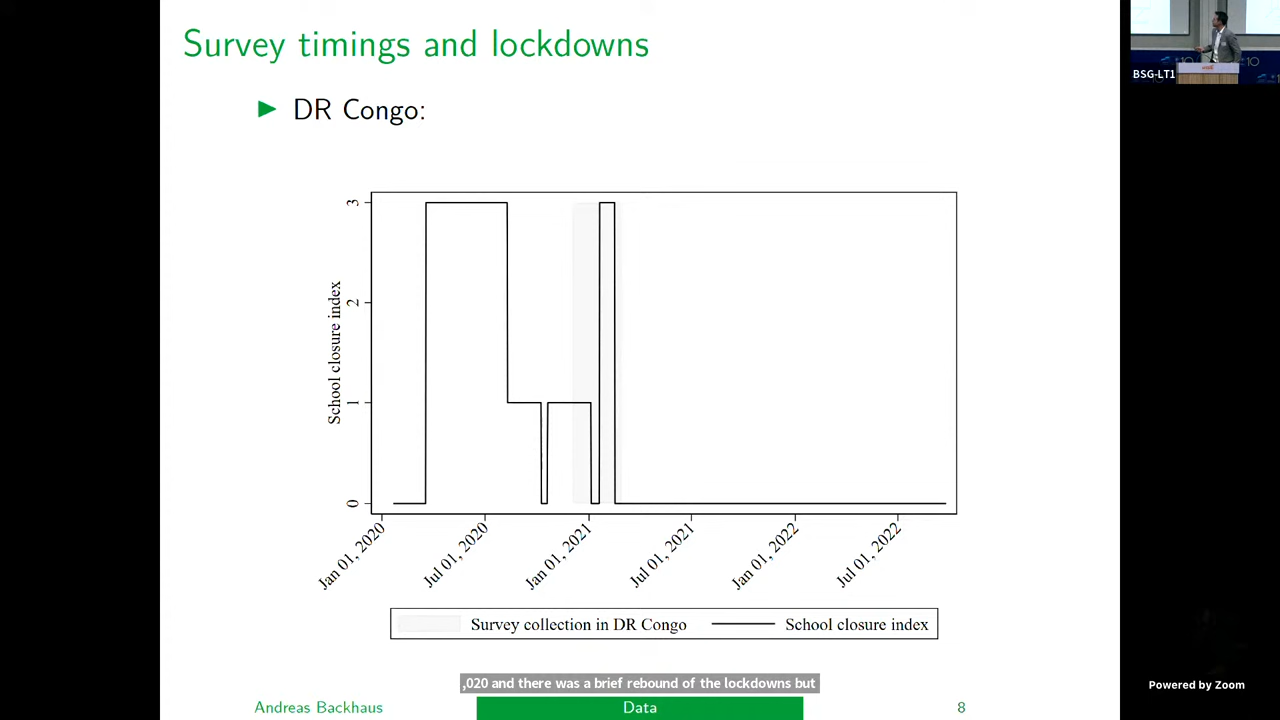 Survey timings and lockdowns
▶ DR Congo:
School closure index
3
2
1
0
Jan 01, 2020
Jul 01, 2020
Jan 01, 2021
Jul 01, 2021
Jan 01, 2022
Jul 01, 2022
Survey collection in DR Congo
School closure index
,020 and there was a brief rebound of the lockdowns but
Andreas Backhaus
Data
8
BSG-LT1
Powered by Zoom